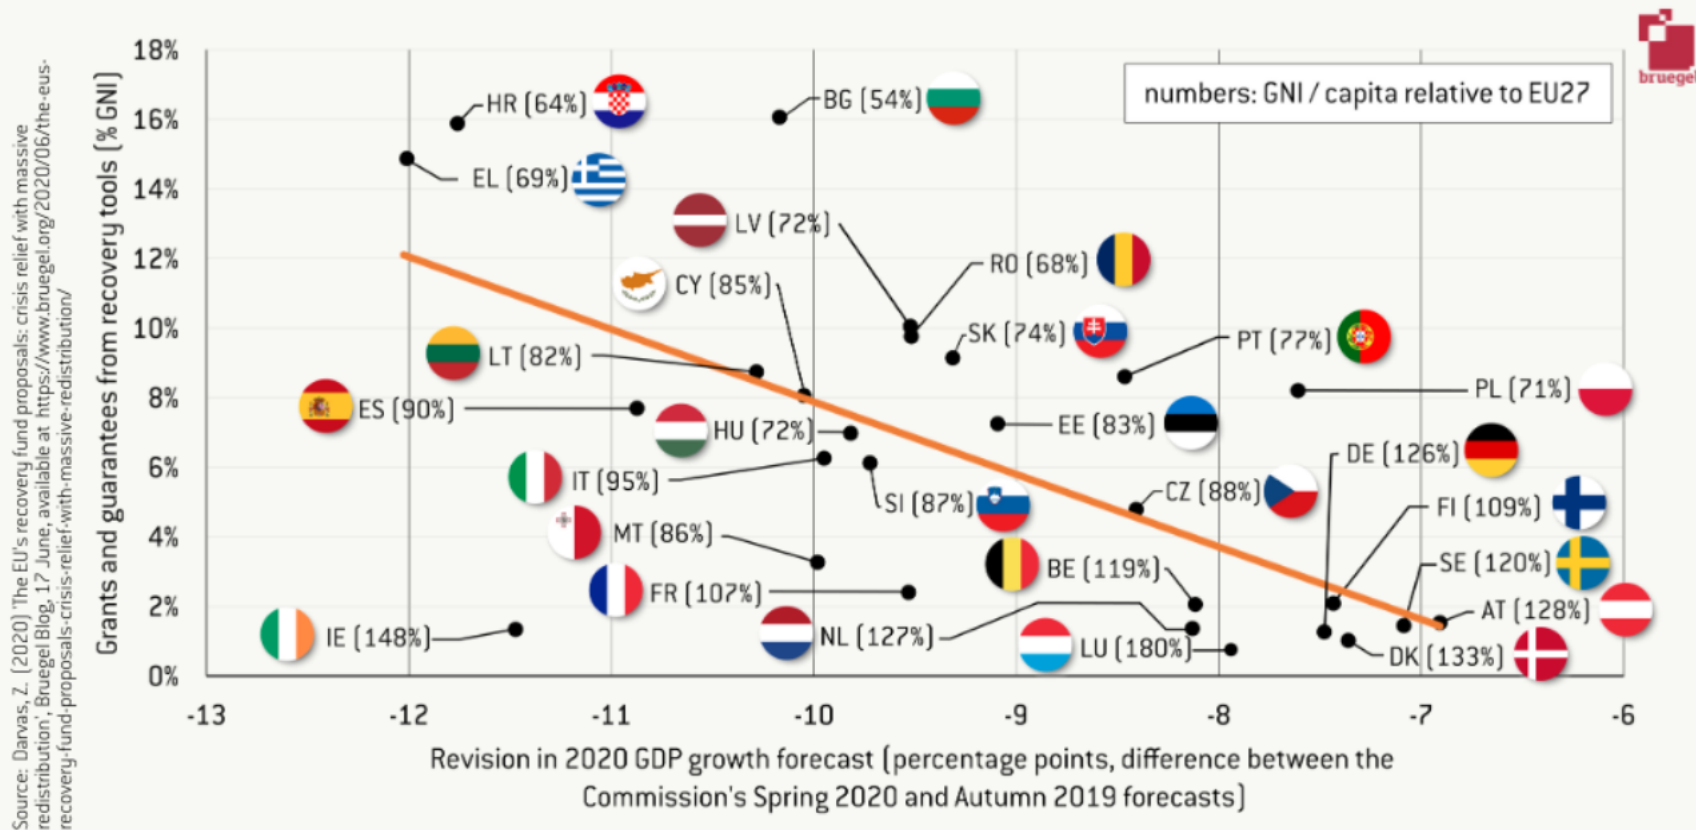 Source: Darvas, Z. (2020) 'The EU's recovery fund proposals: crisis relief with massive
redistribution', Bruegel Blog, 17 June, available at https://www.bruegel.org/2020/06/the-eus-
recovery-fund-proposals-crisis-relief-with-massive-redistribution/
Grants and guarantees from recovery tools (% GNI)
18%
16%
14%
12%
10%
8%
6%
4%
2%
0%
bruegel
numbers: GNI / capita relative to EU27
HR (64%)
BG (54%)
EL (69%)
LV (72%)
RO (68%)
CY (85%)
SK (74%)
PT (77%)
LT (82%)
PL (71%)
ES (90%)
HU (72%)
EE (83%)
DE (126%)
IT (95%)
SI (87%)
CZ (88%)
FI (109%)
MT (86%)
BE (119%)
SE (120%)
FR (107%)
AT (128%)
IE (148%)
NL (127%)
LU (180%)
DK (133%)
-13
-12
-11
-10
-9
-8
-7
-6
Revision in 2020 GDP growth forecast (percentage points, difference between the
Commission's Spring 2020 and Autumn 2019 forecasts)